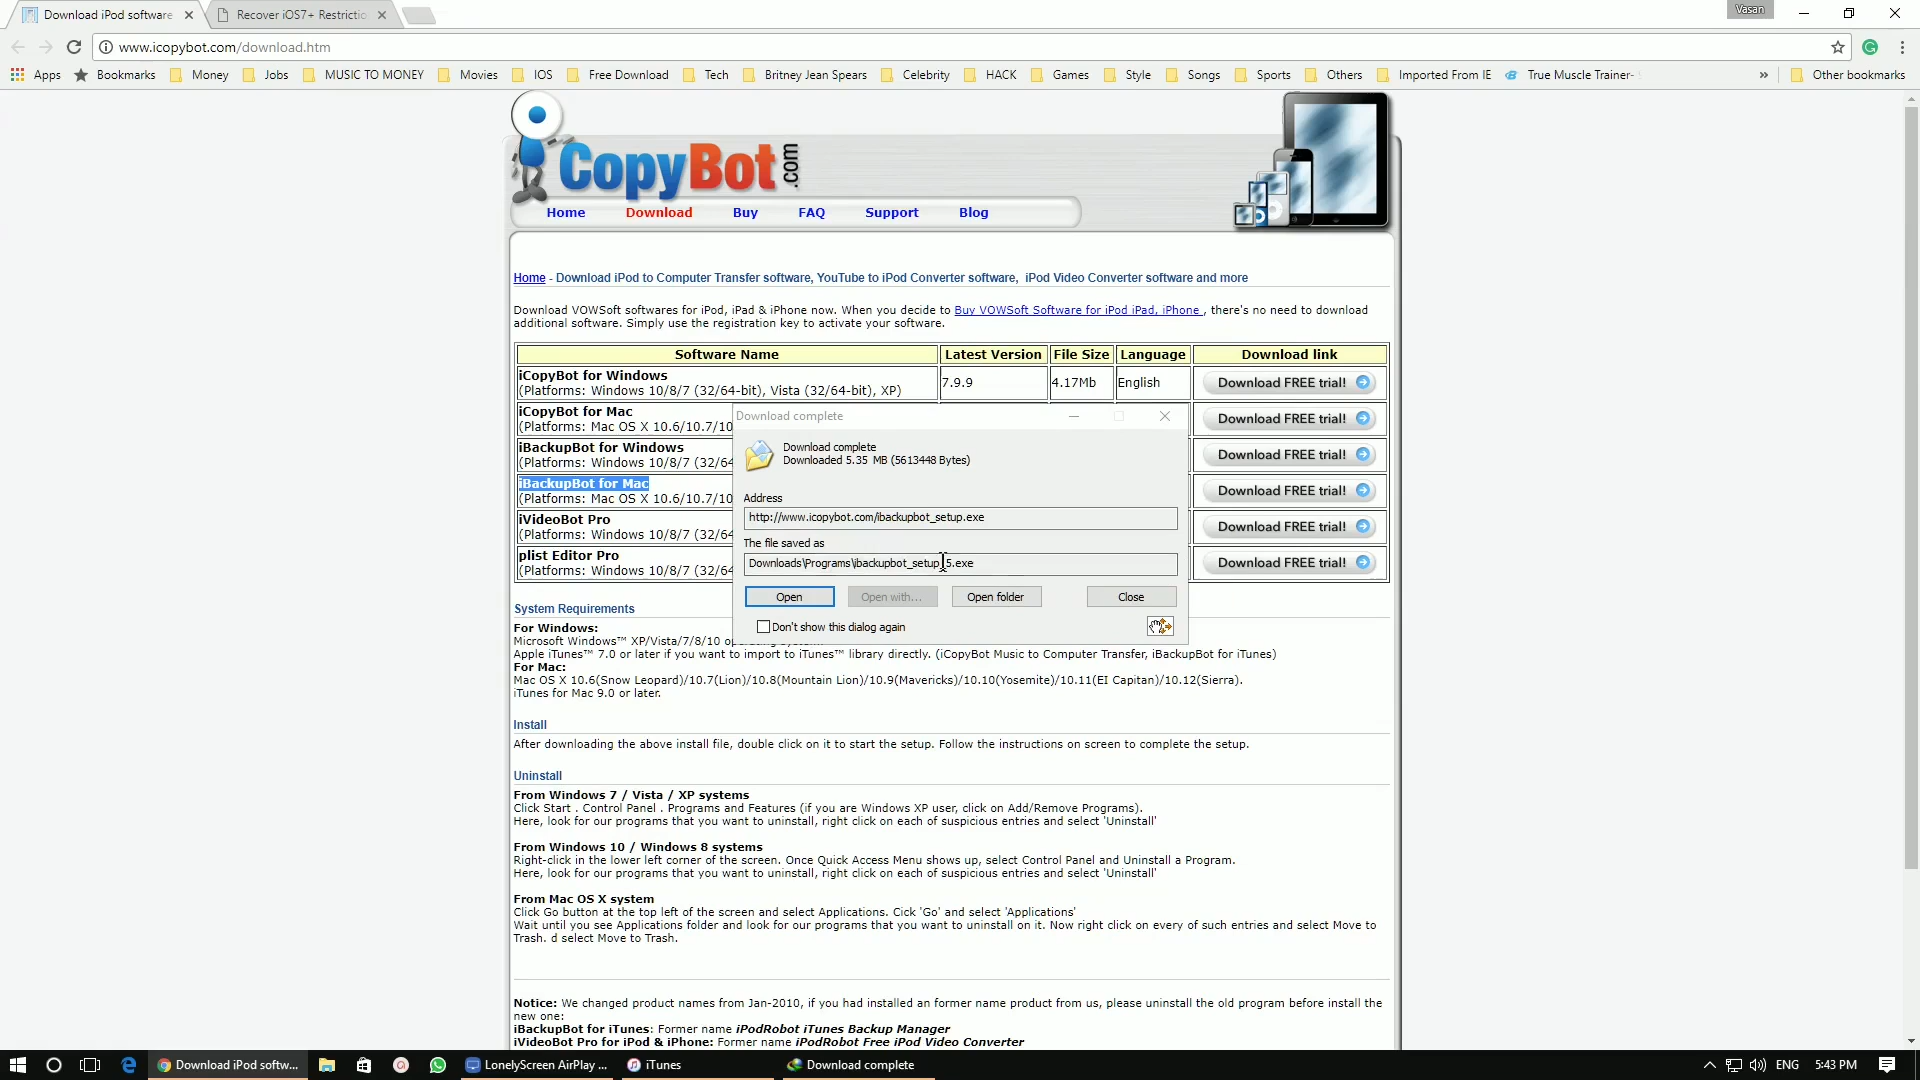 Download iPod software
Recover iOS7+ Restrictio
Vasan
www.icopybot.com/download.htm
Apps
Bookmarks
Money
Jobs
MUSIC TO MONEY
Movies
IOS
Free Download
Tech
Britney Jean Spears
Celebrity
HACK
Games
Style
Songs
Sports
Others
Imported From IE
True Muscle Trainer-
»
Other bookmarks
CopyBot.com
Home Download Buy FAQ Support Blog
Home - Download iPod to Computer Transfer software, YouTube to iPod Converter software, iPod Video Converter software and more
Download VOWSoft softwares for iPod, iPad & iPhone now. When you decide to Buy VOWSoft Software for iPod iPad, iPhone , there's no need to download
additional software. Simply use the registration key to activate your software.
Software Name Latest Version File Size Language Download link
iCopyBot for Windows
(Platforms: Windows 10/8/7 (32/64-bit), Vista (32/64-bit), XP)
7.9.9 4.17Mb English Download FREE trial!
iCopyBot for Mac
(Platforms: Mac OS X 10.6/10.7/10
Download FREE trial!
iBackupBot for Windows
(Platforms: Windows 10/8/7 (32/64
Download FREE trial!
iBackupBot for Mac
(Platforms: Mac OS X 10.6/10.7/10
Download FREE trial!
iVideoBot Pro
(Platforms: Windows 10/8/7 (32/64
Download FREE trial!
plist Editor Pro
(Platforms: Windows 10/8/7 (32/64
Download FREE trial!
Download complete
Download complete
Downloaded 5.35 MB (5613448 Bytes)
Address
http://www.icopybot.com/ibackupbot_setup.exe
The file saved as
Downloads\Programs\ibackupbot_setup_5.exe
Open Open with... Open folder Close
Don't show this dialog again
System Requirements
For Windows:
Microsoft Windows™ XP/Vista/7/8/10
Apple iTunes™ 7.0 or later if you want to import to iTunes™ library directly. (iCopyBot Music to Computer Transfer, iBackupBot for iTunes)
For Mac:
Mac OS X 10.6(Snow Leopard)/10.7(Lion)/10.8(Mountain Lion)/10.9(Mavericks)/10.10(Yosemite)/10.11(EI Capitan)/10.12(Sierra).
iTunes for Mac 9.0 or later.
Install
After downloading the above install file, double click on it to start the setup. Follow the instructions on screen to complete the setup.
Uninstall
From Windows 7 / Vista / XP systems
Click Start . Control Panel . Programs and Features (if you are Windows XP user, click on Add/Remove Programs).
Here, look for our programs that you want to uninstall, right click on each of suspicious entries and select 'Uninstall'
From Windows 10 / Windows 8 systems
Right-click in the lower left corner of the screen. Once Quick Access Menu shows up, select Control Panel and Uninstall a Program.
Here, look for our programs that you want to uninstall, right click on each of suspicious entries and select 'Uninstall'
From Mac OS X system
Click Go button at the top left of the screen and select Applications. Cick 'Go' and select 'Applications'
Wait until you see Applications folder and look for our programs that you want to uninstall on it. Now right click on every of such entries and select Move to
Trash. d select Move to Trash.
Notice: We changed product names from Jan-2010, if you had installed an former name product from us, please uninstall the old program before install the
new one:
iBackupBot for iTunes: Former name iPodRobot iTunes Backup Manager
iVideoBot Pro for iPod & iPhone: Former name iPodRobot Free iPod Video Converter
Download iPod softw...
LonelyScreen AirPlay ...
iTunes
Download complete
ENG
5:43 PM